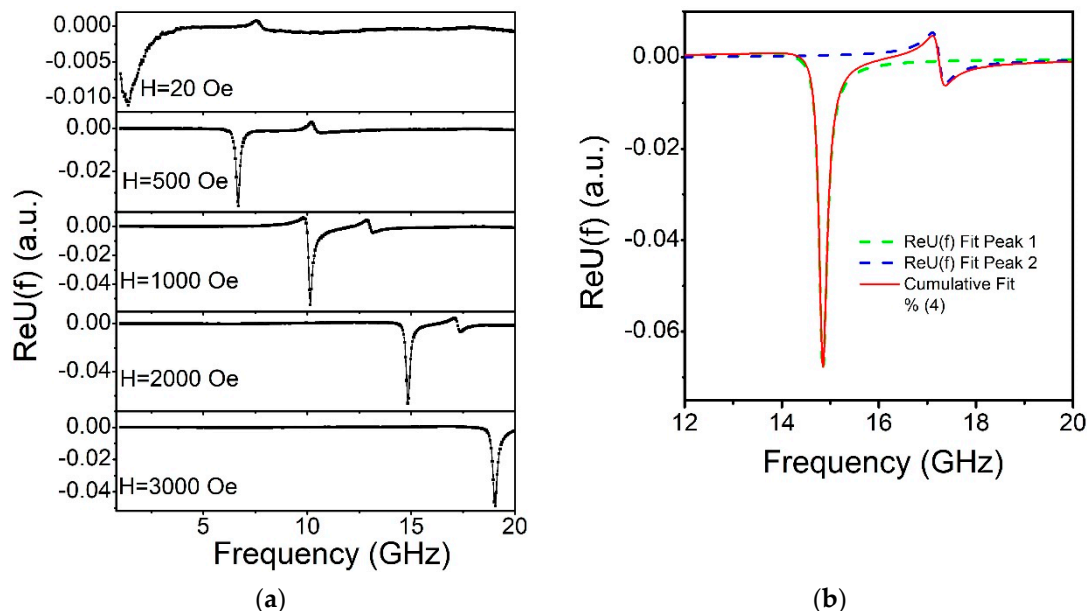 ReU(f) (a.u.)
0.000
-0.005
-0.010
H=20 Oe
0.00
-0.02
H=500 Oe
0.00
-0.02
-0.04
H=1000 Oe
0.00
-0.04
H=2000 Oe
0.00
-0.04
H=3000 Oe
5 10 15 20
Frequency (GHz)
(a)
ReU(f) (a.u.)
0.00
-0.02
-0.04
-0.06
ReU(f) Fit Peak 1
ReU(f) Fit Peak 2
Cumulative Fit
% (4)
12 14 16 18 20
Frequency (GHz)
(b)